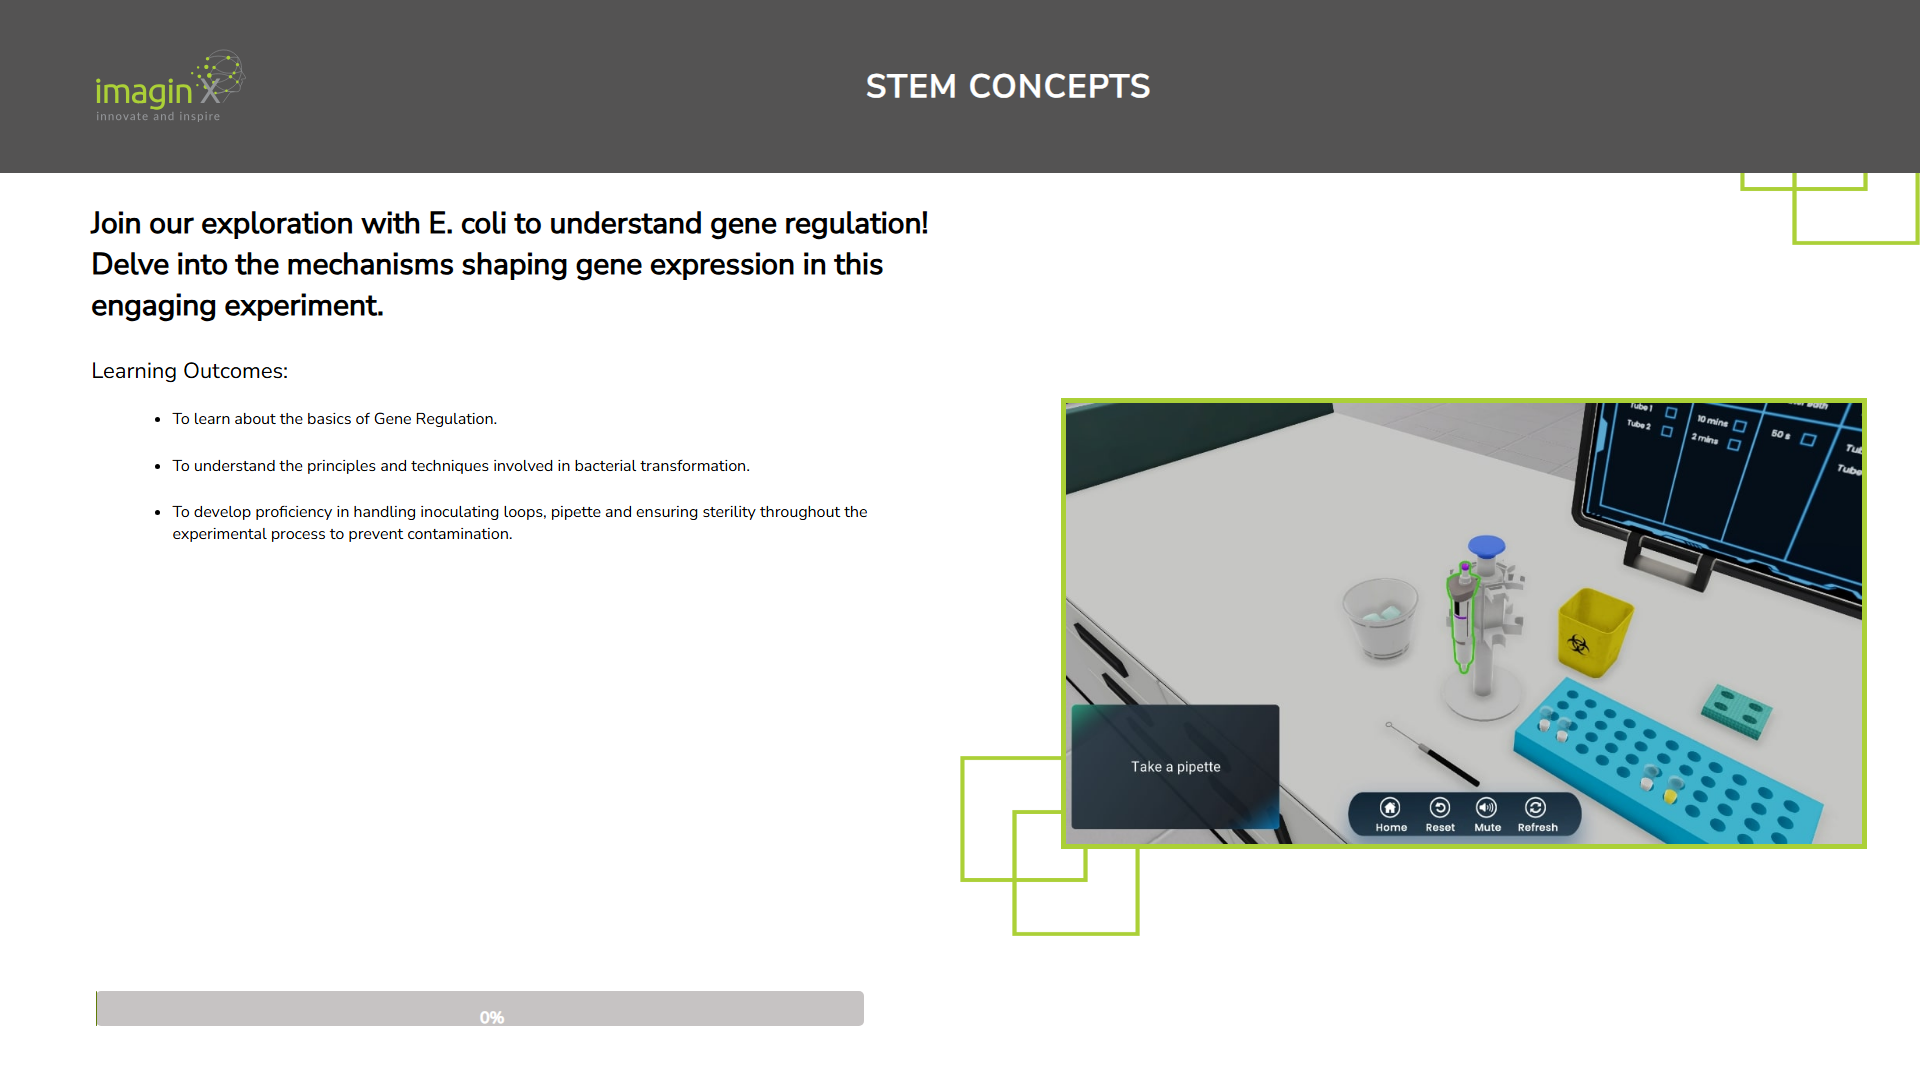 imagin X
innovate and inspire
STEM CONCEPTS
Join our exploration with E. coli to understand gene regulation!
Delve into the mechanisms shaping gene expression in this
engaging experiment.
Learning Outcomes:
To learn about the basics of Gene Regulation.
To understand the principles and techniques involved in bacterial transformation.
To develop proficiency in handling inoculating loops, pipette and ensuring sterility throughout the
experimental process to prevent contamination.
Tube 1
Tube 2
10 mins
2 mins
50 s
Take a pipette
Home Reset Mute Refresh
0%